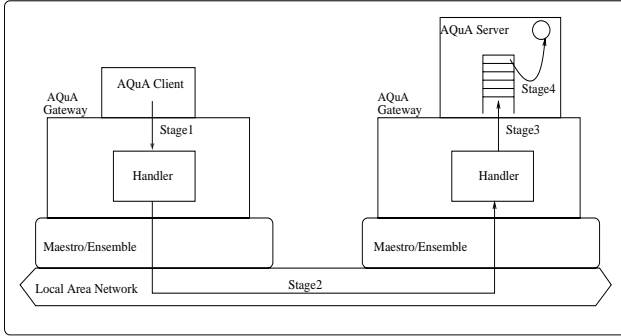 AQuA Server
AQuA Client
Stage4
AQuA
Gateway
AQuA
Gateway
Stage1
Stage3
Handler
Handler
Maestro/Ensemble
Maestro/Ensemble
Stage2
Local Area Network